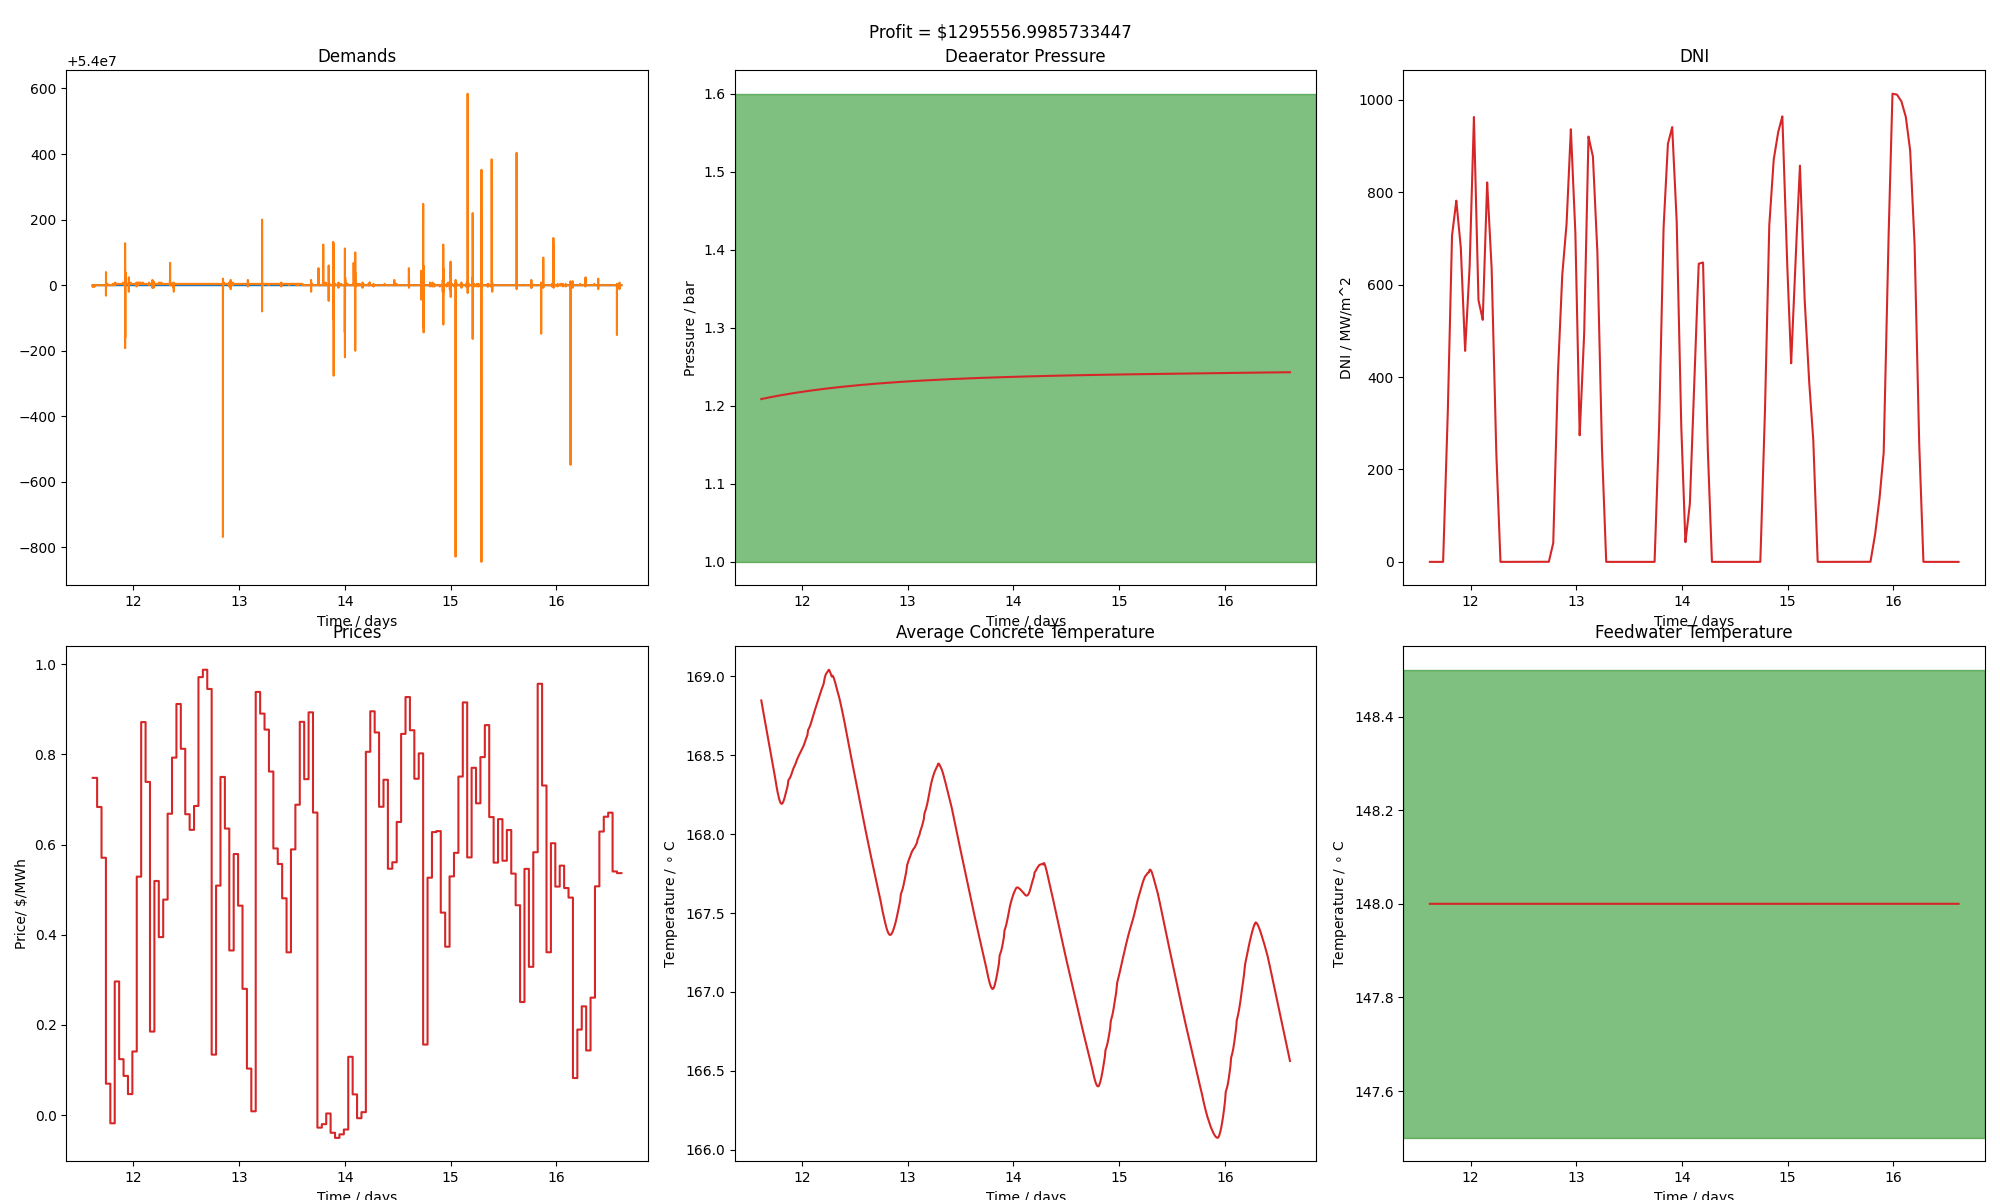 Profit = $1295556.9985733447
Demands
+5.4e7
600
400
200
0
−200
−400
−600
−800
12 13 14 15 16
Time / days
Deaerator Pressure
Pressure / bar
1.6
1.5
1.4
1.3
1.2
1.1
1.0
12 13 14 15 16
Time / days
DNI
DNI / MW/m^2
1000
800
600
400
200
0
12 13 14 15 16
Time / days
Prices
Price/ $/MWh
1.0
0.8
0.6
0.4
0.2
0.0
12 13 14 15 16
Time / days
Average Concrete Temperature
Temperature / ∘ C
169.0
168.5
168.0
167.5
167.0
166.5
166.0
12 13 14 15 16
Time / days
Feedwater Temperature
Temperature / ∘ C
148.4
148.2
148.0
147.8
147.6
12 13 14 15 16
Time / days